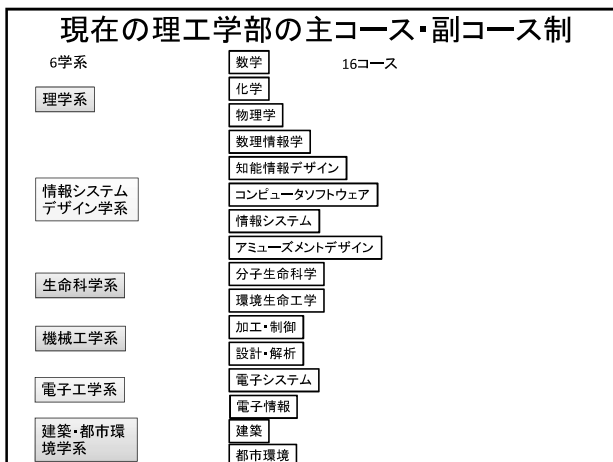 現在の理工学部の主コース・副コース制
6学系
16コース
数学
理学系
化学
物理学
数理情報学
情報システム
デザイン学系
知能情報デザイン
コンピュータソフトウェア
情報システム
アミューズメントデザイン
生命科学系
分子生命科学
環境生命工学
機械工学系
加工・制御
設計・解析
電子工学系
電子システム
電子情報
建築・都市環
境学系
建築
都市環境